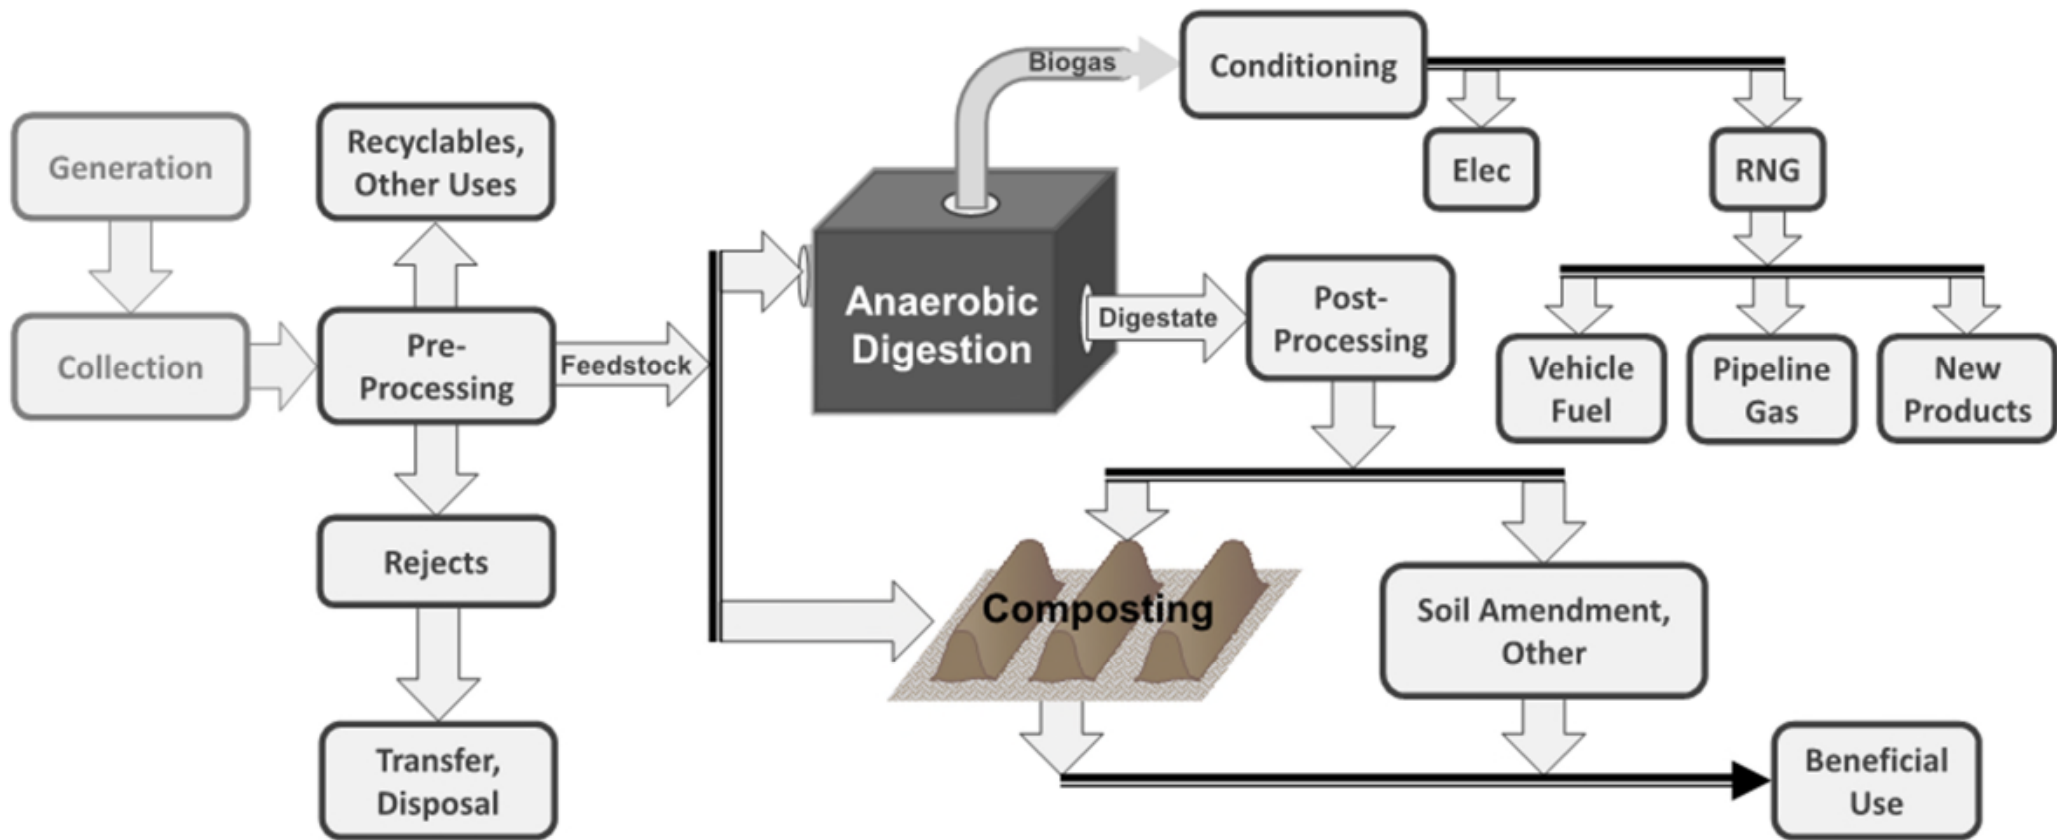 Generation
Collection
Recyclables,
Other Uses
Pre-
Processing
Rejects
Transfer,
Disposal
Feedstock
Anaerobic
Digestion
Biogas
Conditioning
Elec
RNG
Vehicle
Fuel
Pipeline
Gas
New
Products
Digestate
Post-
Processing
Composting
Soil Amendment,
Other
Beneficial
Use